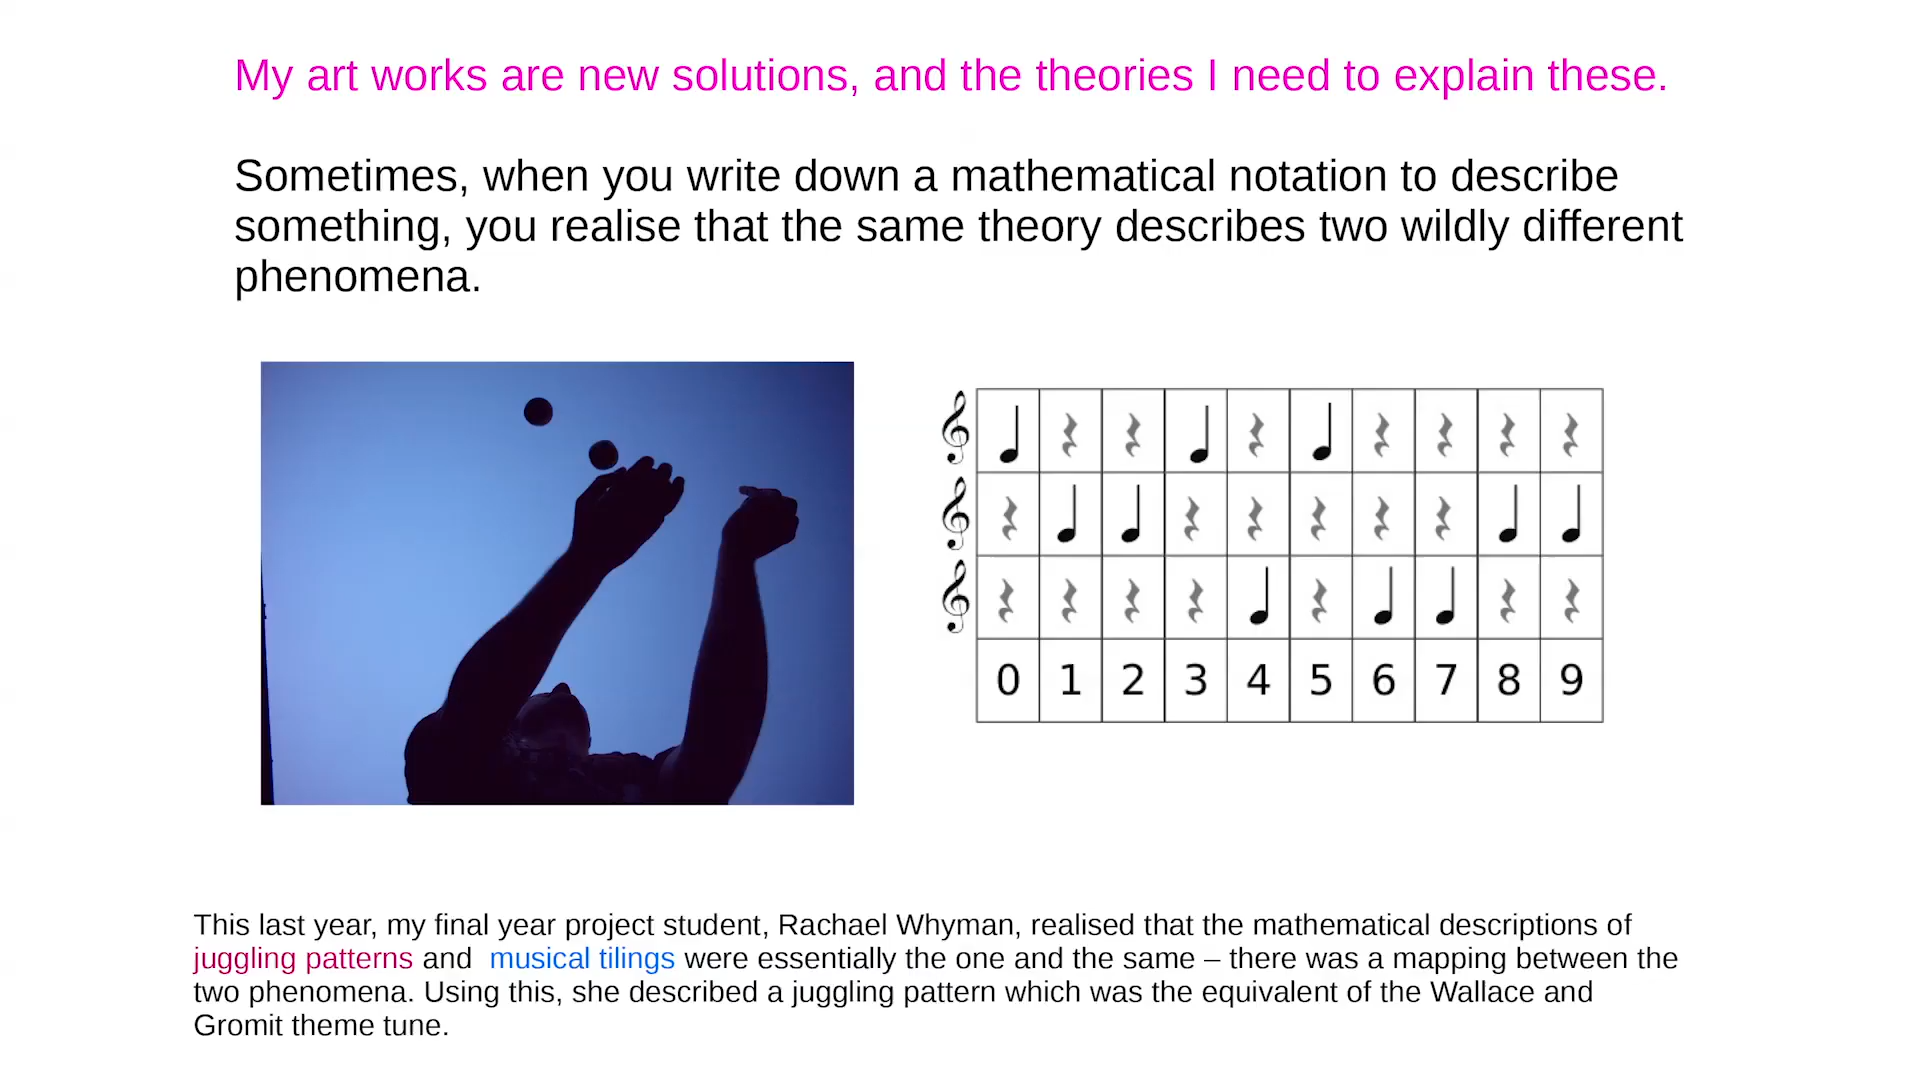 My art works are new solutions, and the theories I need to explain these.
Sometimes, when you write down a mathematical notation to describe
something, you realise that the same theory describes two wildly different
phenomena.
0 1 2 3 4 5 6 7 8 9
This last year, my final year project student, Rachael Whyman, realised that the mathematical descriptions of
juggling patterns and musical tilings were essentially the one and the same – there was a mapping between the
two phenomena. Using this, she described a juggling pattern which was the equivalent of the Wallace and
Gromit theme tune.